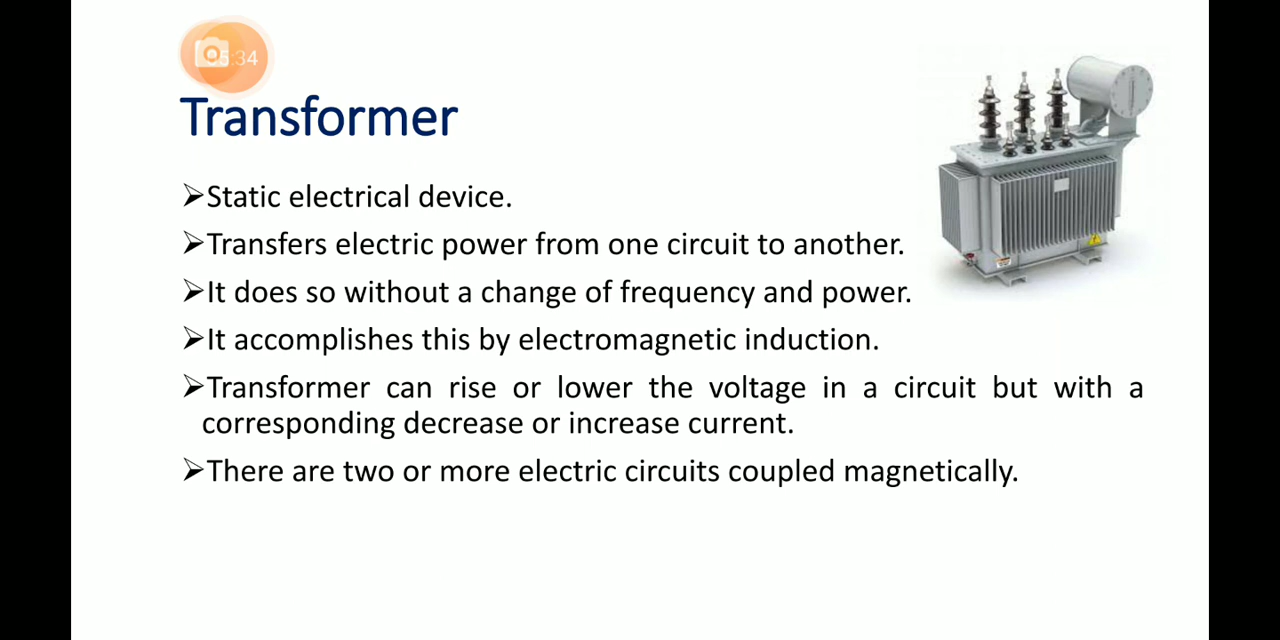 Transformer
➢Static electrical device.
➢Transfers electric power from one circuit to another.
➢It does so without a change of frequency and power.
➢It accomplishes this by electromagnetic induction.
➢Transformer can rise or lower the voltage in a circuit but with a
corresponding decrease or increase current.
➢There are two or more electric circuits coupled magnetically.